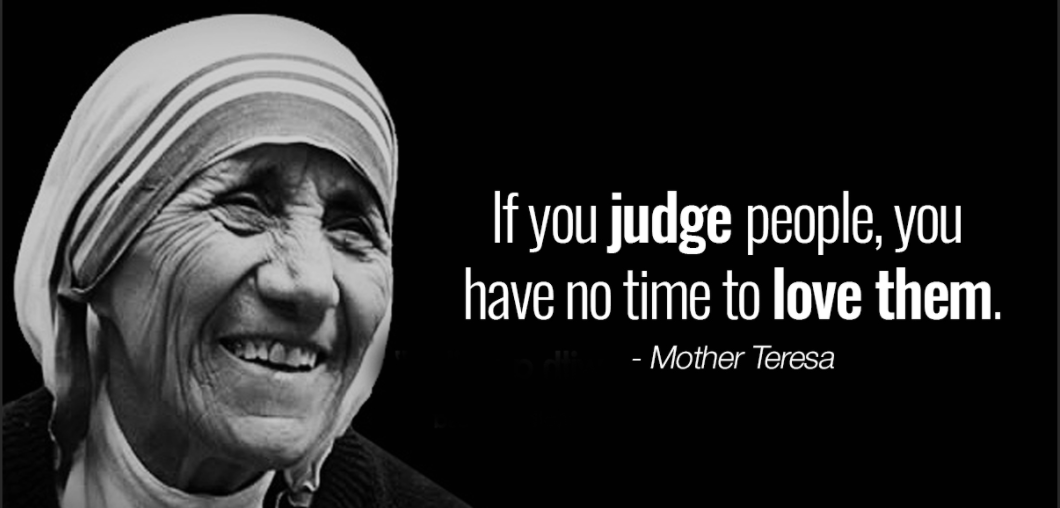 If you judge people, you
have no time to love them.
- Mother Teresa